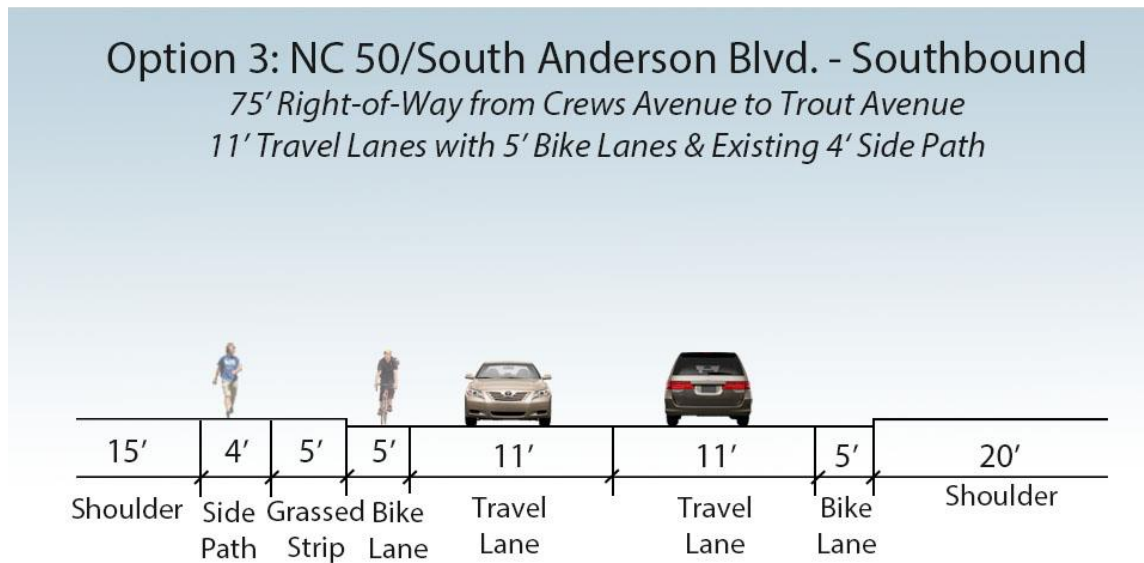 Option 3: NC 50/South Anderson Blvd. - Southbound
75' Right-of-Way from Crews Avenue to Trout Avenue
11' Travel Lanes with 5' Bike Lanes & Existing 4' Side Path
15' 4' 5' 5' 11' 11' 5' 20'
Shoulder Side Grassed Bike Travel Travel Bike Shoulder
Path Strip Lane Lane Lane Lane